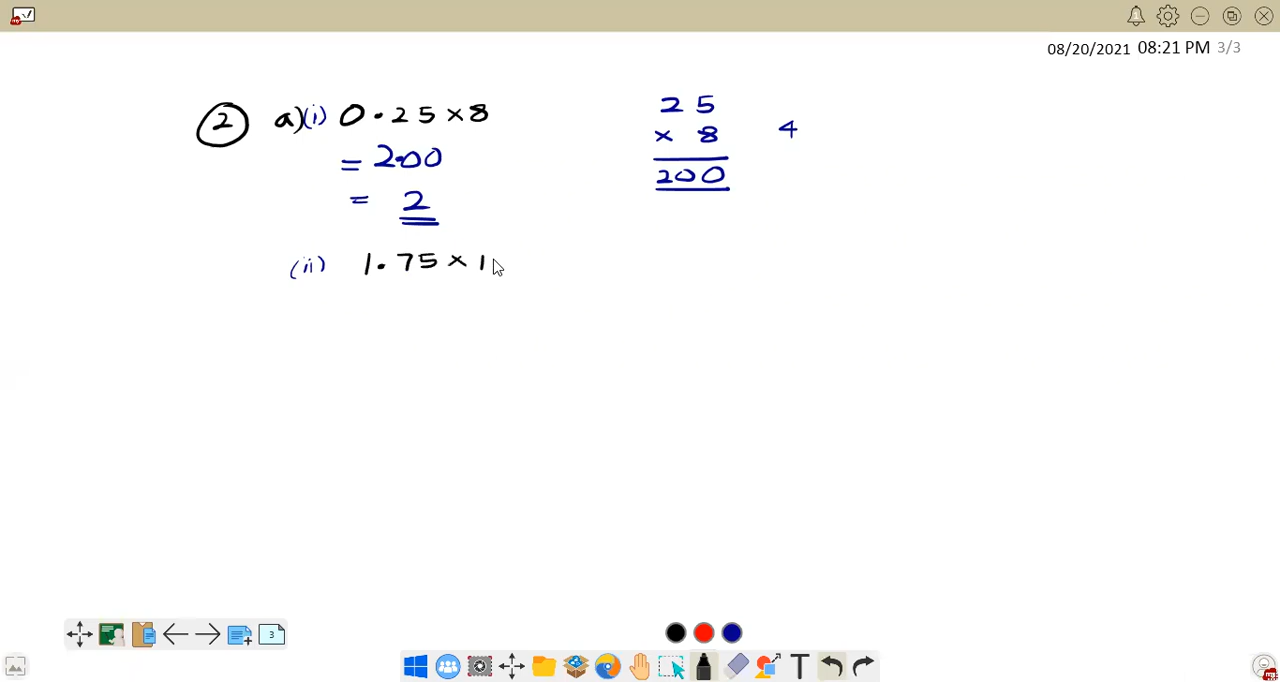 08/20/2021 08:21 PM 3/3
2 a)(i) 0.25×8
= 2.00
= 2
(ii) 1.75×1
25
× 8 4
200
3
T